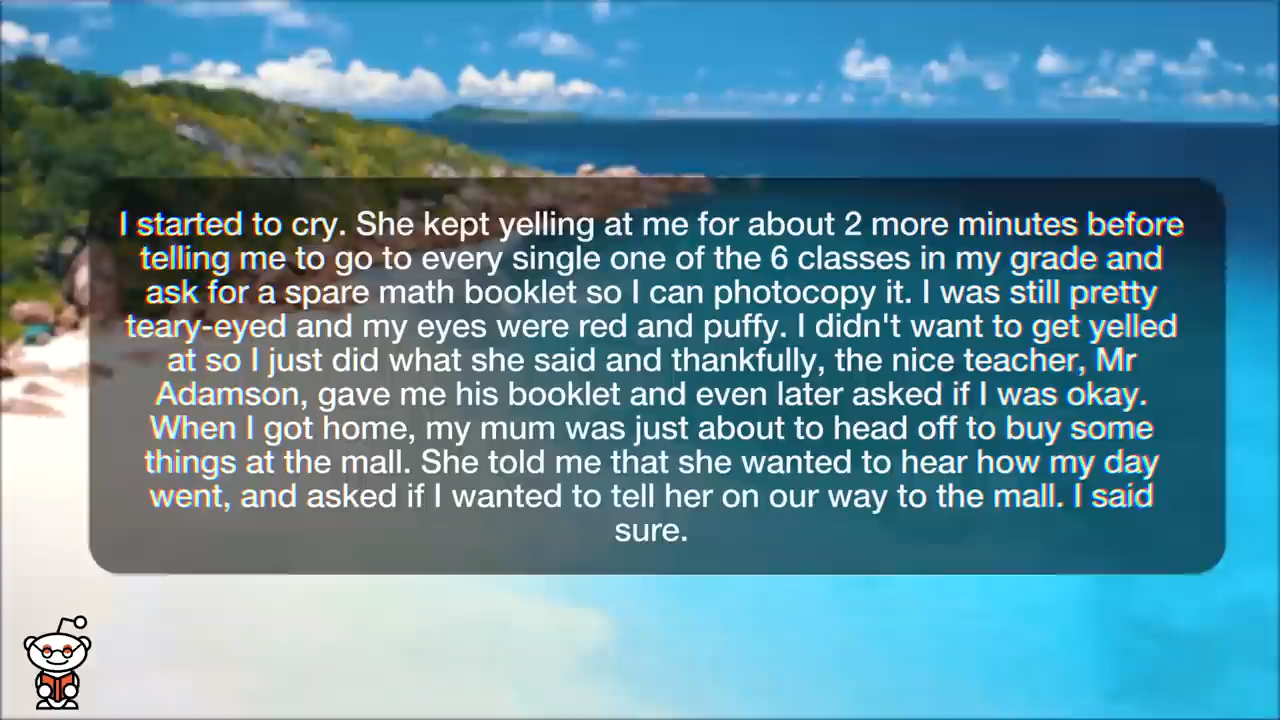 I started to cry. She kept yelling at me for about 2 more minutes before
telling me to go to every single one of the 6 classes in my grade and
ask for a spare math booklet so I can photocopy it. I was still pretty
teary-eyed and my eyes were red and puffy. I didn't want to get yelled
at so I just did what she said and thankfully, the nice teacher, Mr
Adamson, gave me his booklet and even later asked if I was okay.
When I got home, my mum was just about to head off to buy some
things at the mall. She told me that she wanted to hear how my day
went, and asked if I wanted to tell her on our way to the mall. I said
sure.